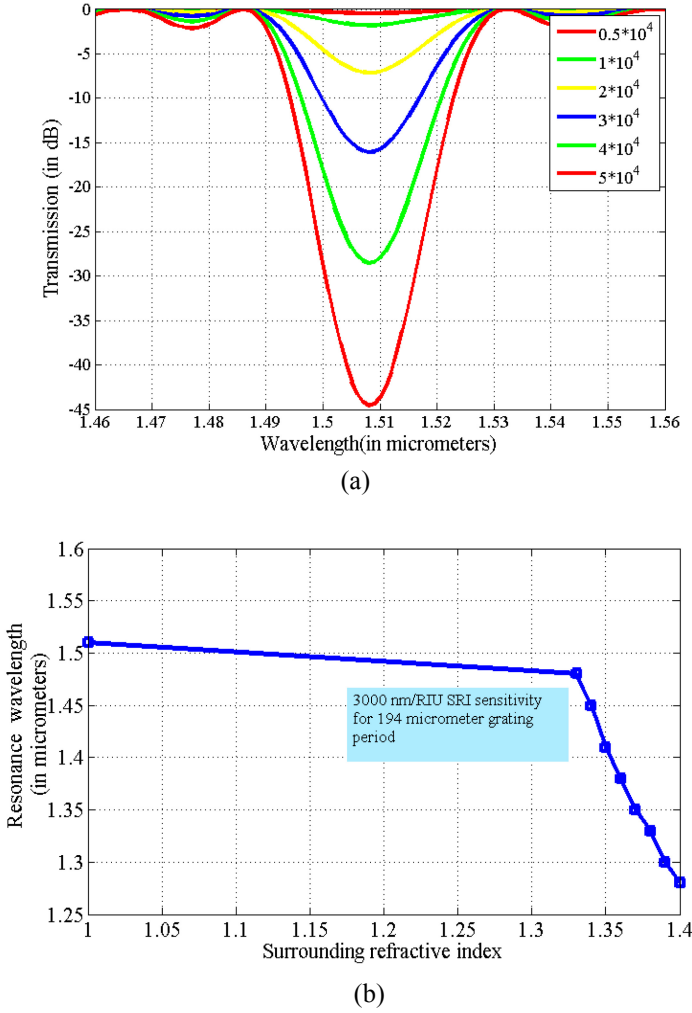 0
-5
-10
-15
-20
-25
-30
-35
-40
-45
Transmission (in dB)
0.5*10^4
1*10^4
2*10^4
3*10^4
4*10^4
5*10^4
1.46 1.47 1.48 1.49 1.5 1.51 1.52 1.53 1.54 1.55 1.56
Wavelength(in micrometers)
(a)
1.6
1.55
1.5
1.45
1.4
1.35
1.3
1.25
Resonance wavelength
(in micrometers)
3000 nm/RIU SRI sensitivity
for 194 micrometer grating
period
1 1.05 1.1 1.15 1.2 1.25 1.3 1.35 1.4
Surrounding refractive index
(b)